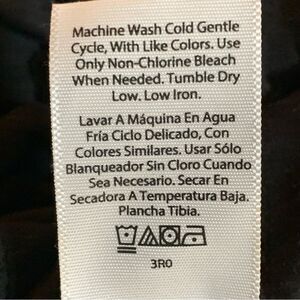 Machine Wash Cold Gentle
Cycle, With Like Colors. Use
Only Non-Chlorine Bleach
When Needed. Tumble Dry
Low. Low Iron.
Lavar A Máquina En Agua
Fría Ciclo Delicado, Con
Colores Similares. Usar Sólo
Blanqueador Sin Cloro Cuando
Sea Necesario. Secar En
Secadora A Temperatura Baja.
Plancha Tibia.
3R0